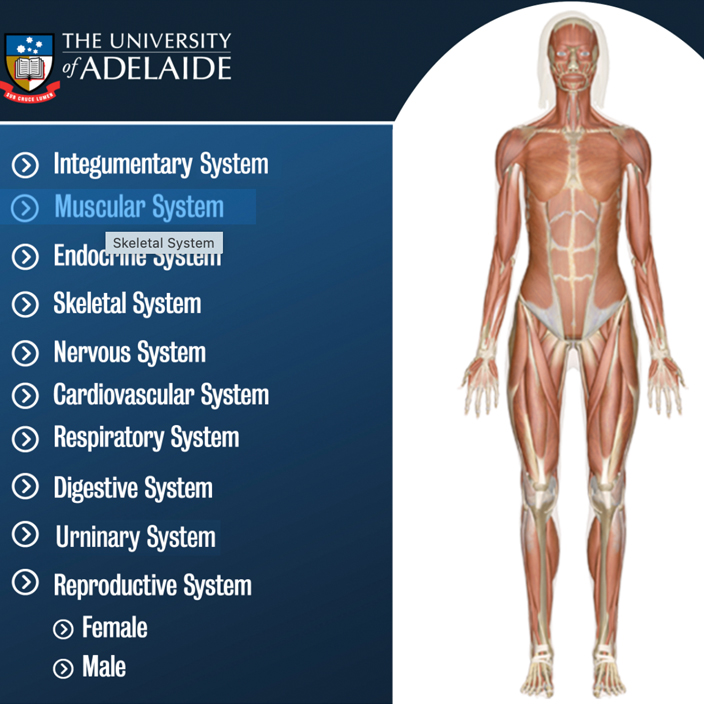 THE UNIVERSITY
of ADELAIDE
SUB CRUCE LUMEN
Integumentary System
Muscular System
Skeletal System
Endocrine System
Skeletal System
Nervous System
Cardiovascular System
Respiratory System
Digestive System
Urninary System
Reproductive System
Female
Male